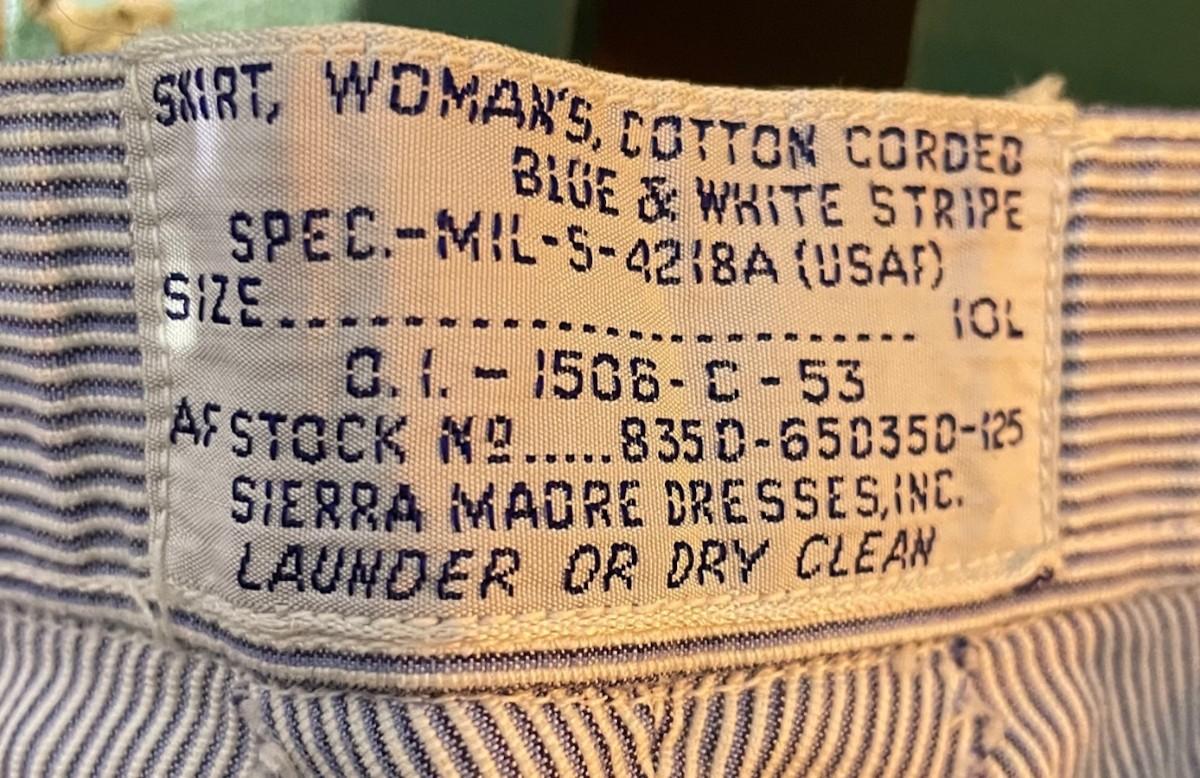 SKIRT, WOMAN'S, COTTON CORDED
BLUE & WHITE STRIPE
SPEC.-MIL-S-4218A (USAF)
SIZE............................ 10L
O.I. - 1506-C-53
AF STOCK Nº.....8350-650350-125
SIERRA MADRE DRESSES, INC.
LAUNDER OR DRY CLEAN